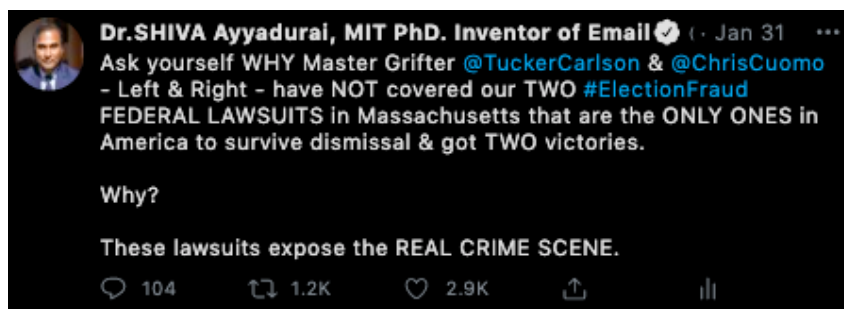 Dr.SHIVA Ayyadurai, MIT PhD. Inventor of Email ( · Jan 31 ···
Ask yourself WHY Master Grifter @TuckerCarlson & @ChrisCuomo
- Left & Right - have NOT covered our TWO #ElectionFraud
FEDERAL LAWSUITS in Massachusetts that are the ONLY ONES in
America to survive dismissal & got TWO victories.
Why?
These lawsuits expose the REAL CRIME SCENE.
104 1.2K 2.9K